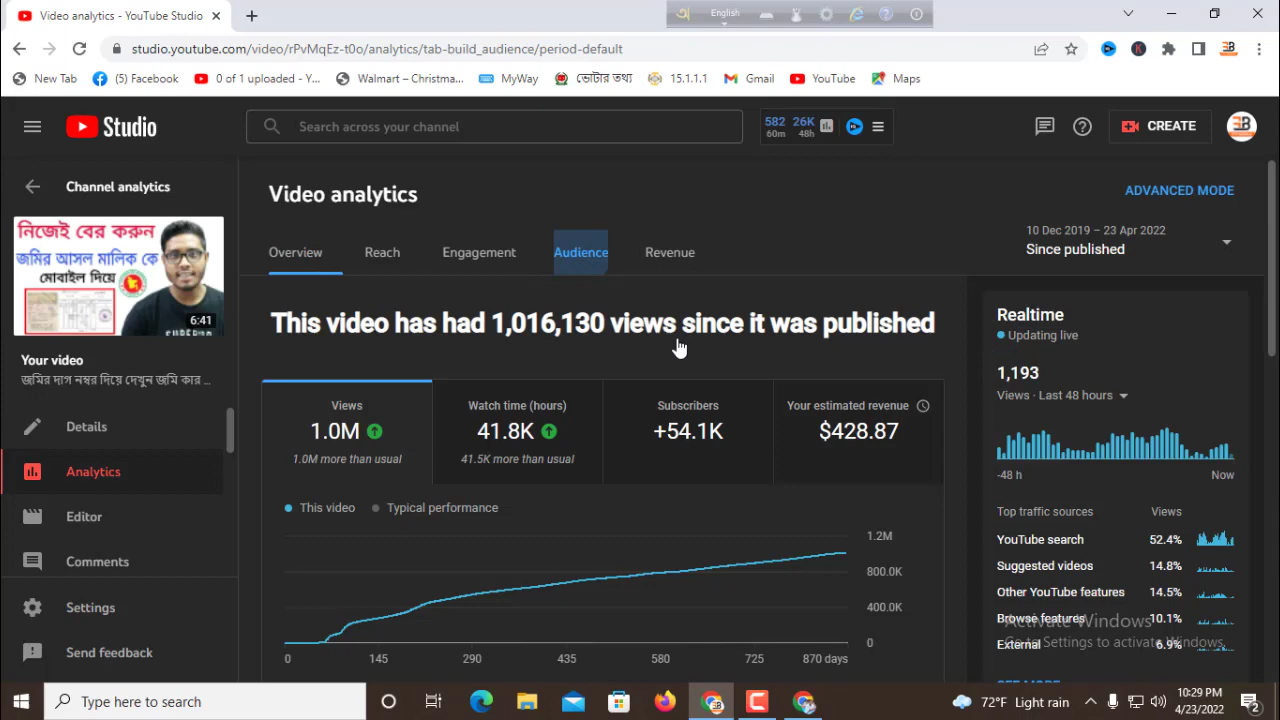 Video analytics - YouTube Studio
English
studio.youtube.com/video/rPvMqEz-t0o/analytics/tab-build_audience/period-default
New Tab
(5) Facebook
0 of 1 uploaded - Y...
Walmart – Christma...
MyWay
ভোটার তথ্য
15.1.1.1
Gmail
YouTube
Maps
Studio
Search across your channel
582 26K
60m 48h
CREATE
Channel analytics
নিজেই বের করুন
জমির আসল মালিক কে
মোবাইল দিয়ে
6:41
Your video
জমির দাগ নম্বর দিয়ে দেখুন জমি কার ...
Details
Analytics
Editor
Comments
Settings
Send feedback
Video analytics
ADVANCED MODE
10 Dec 2019 – 23 Apr 2022
Since published
Overview
Reach
Engagement
Audience
Revenue
This video has had 1,016,130 views since it was published
Views
1.0M
1.0M more than usual
Watch time (hours)
41.8K
41.5K more than usual
Subscribers
+54.1K
Your estimated revenue
$428.87
This video
Typical performance
1.2M
800.0K
400.0K
0
0 145 290 435 580 725 870 days
Realtime
Updating live
1,193
Views · Last 48 hours
-48 h Now
Top traffic sources Views
YouTube search 52.4%
Suggested videos 14.8%
Other YouTube features 14.5%
Browse features 10.1%
External 6.9%
Activate Windows
Go to Settings to activate Windows.
Type here to search
72°F Light rain
10:29 PM
4/23/2022
2